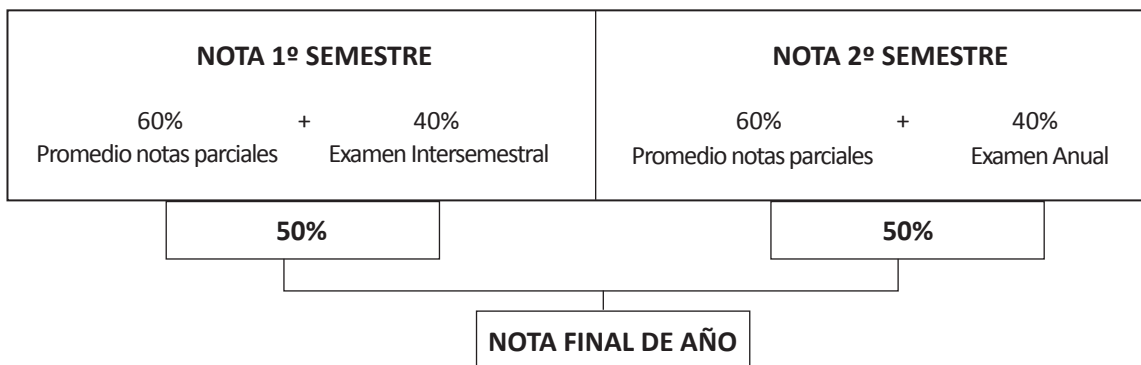 NOTA 1º SEMESTRE
60% + 40%
Promedio notas parciales Examen Intersemestral
50%
NOTA 2º SEMESTRE
60% + 40%
Promedio notas parciales Examen Anual
50%
NOTA FINAL DE AÑO